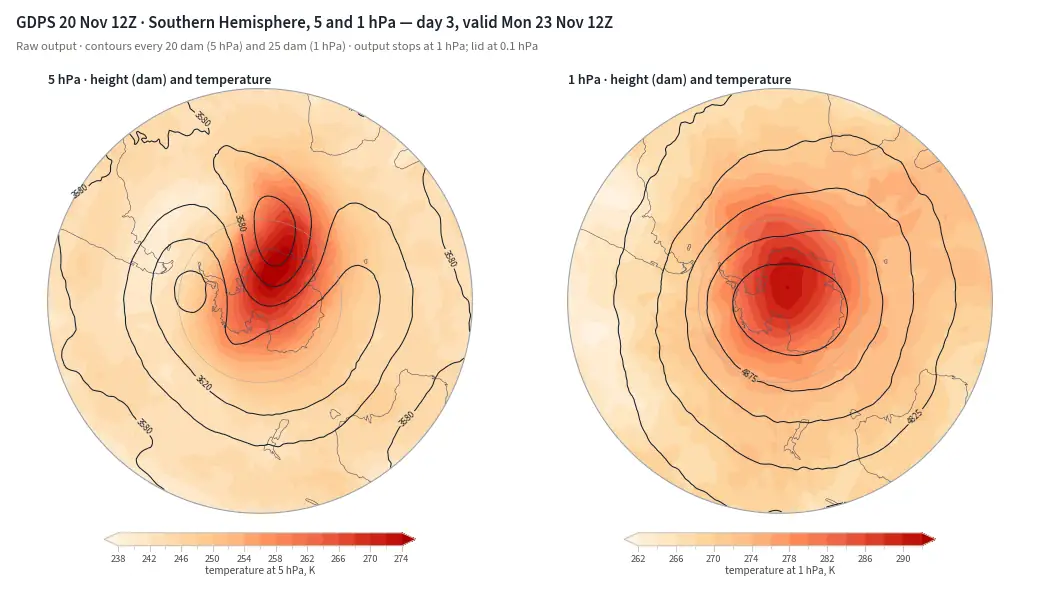 GDPS 20 Nov 12Z · Southern Hemisphere, 5 and 1 hPa — day 3, valid Mon 23 Nov 12Z
Raw output · contours every 20 dam (5 hPa) and 25 dam (1 hPa) · output stops at 1 hPa; lid at 0.1 hPa
5 hPa · height (dam) and temperature
1 hPa · height (dam) and temperature
3580
3580
3580
3580
3620
3580
3580
4875
4825
238 242 246 250 254 258 262 266 270 274
temperature at 5 hPa, K
262 266 270 274 278 282 286 290
temperature at 1 hPa, K